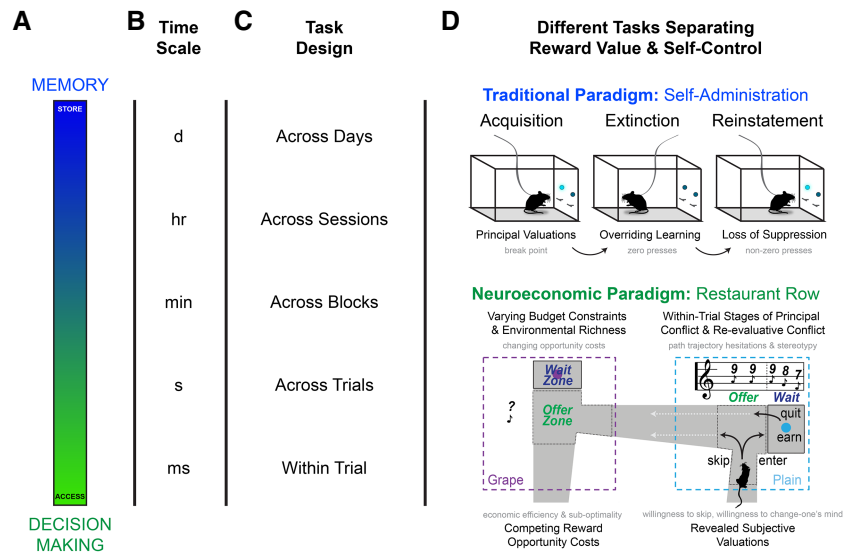 A
B
C
D
Time
Scale
Task
Design
Different Tasks Separating
Reward Value & Self-Control
MEMORY
STORE
ACCESS
DECISION
MAKING
d
hr
min
s
ms
Across Days
Across Sessions
Across Blocks
Across Trials
Within Trial
Traditional Paradigm: Self-Administration
Acquisition
Extinction
Reinstatement
Principal Valuations
Overriding Learning
Loss of Suppression
break point
zero presses
non-zero presses
Neuroeconomic Paradigm: Restaurant Row
Varying Budget Constraints
& Environmental Richness
changing opportunity costs
Within-Trial Stages of Principal
Conflict & Re-evaluative Conflict
path trajectory hesitations & stereotypy
Wait
Zone
Offer
Zone
?
Grape
9 9 9 8 7
Offer Wait
quit
earn
skip
enter
Plain
economic efficiency & sub-optimality
Competing Reward
Opportunity Costs
willingness to skip, willingness to change-one's mind
Revealed Subjective
Valuations